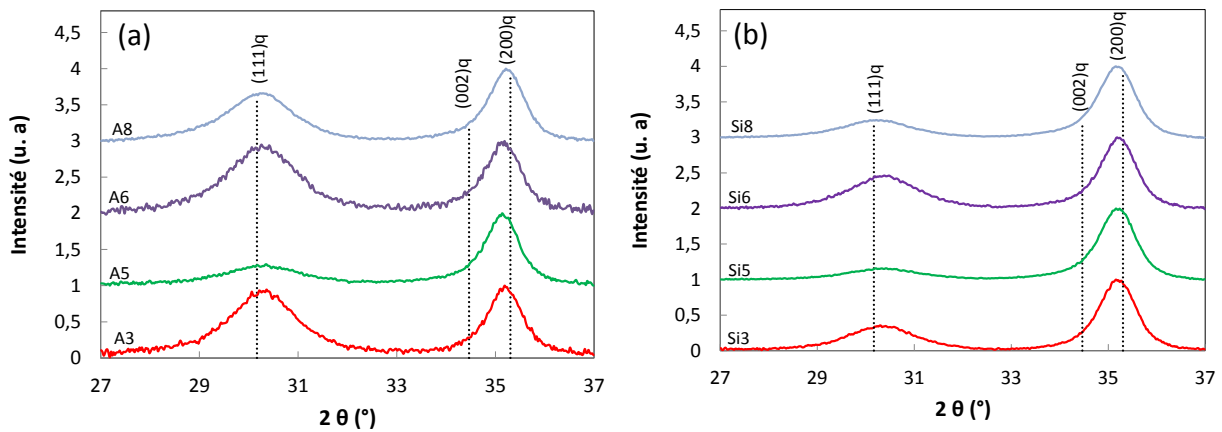 (a)
Intensité (u. a)
4,5
4
3,5
3
2,5
2
1,5
1
0,5
0
(111)q
(002)q
(200)q
A8
A6
A5
A3
27
29
31
33
35
37
2 θ (°)
(b)
Intensité (u. a)
4,5
4
3,5
3
2,5
2
1,5
1
0,5
0
(111)q
(002)q
(200)q
Si8
Si6
Si5
Si3
27
29
31
33
35
37
2 θ (°)